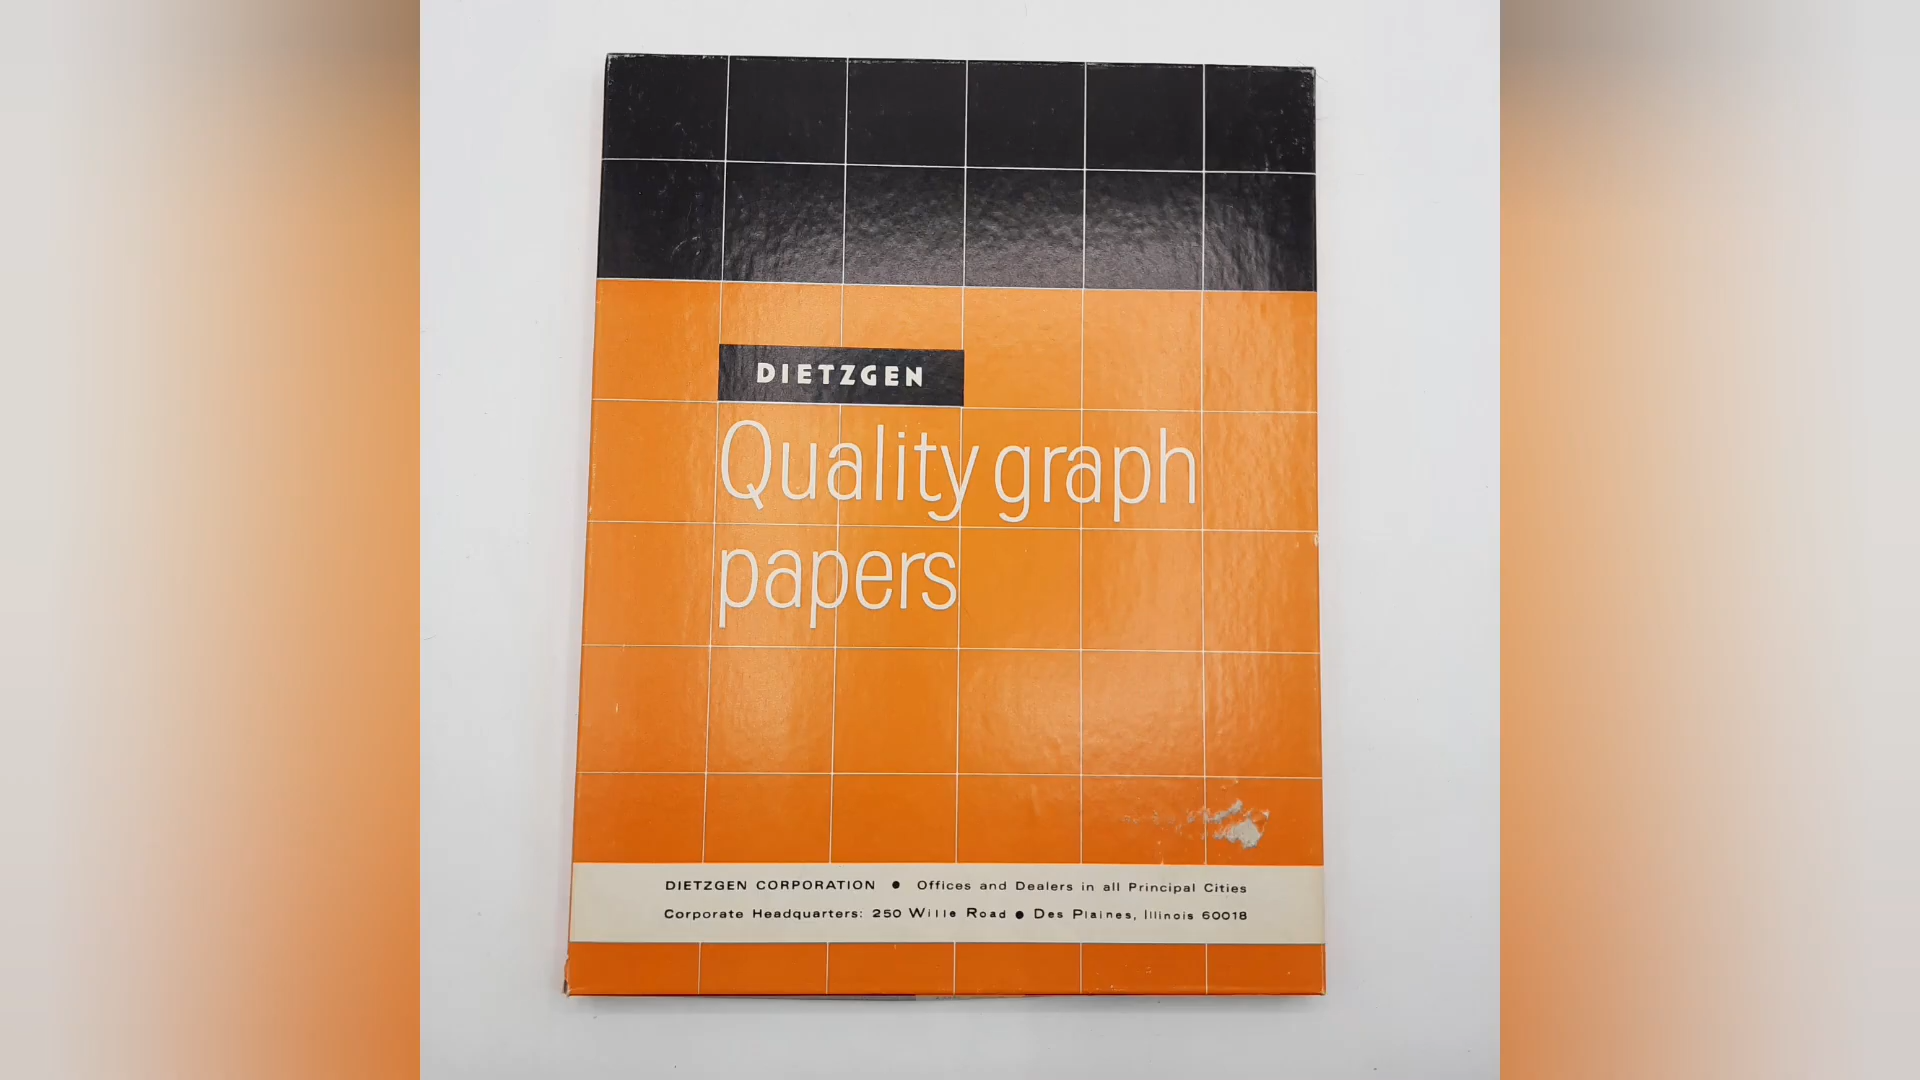 DIETZGEN
Quality graph
papers
DIETZGEN CORPORATION ● Offices and Dealers in all Principal Cities
Corporate Headquarters: 250 Wille Road ● Des Plaines, Illinois 60018